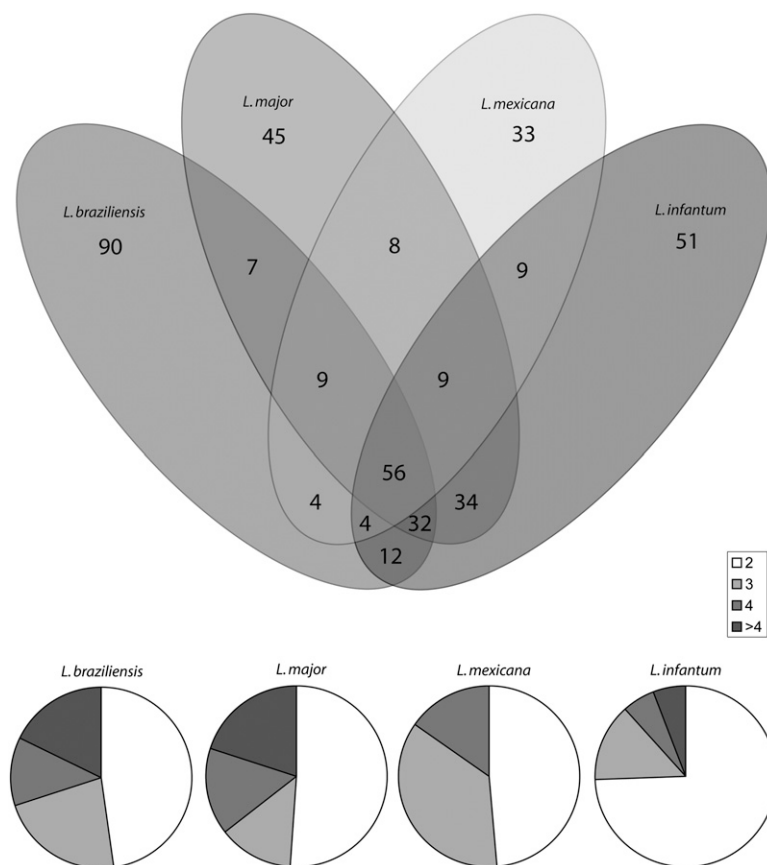 L. major
45
L. mexicana
33
L. braziliensis
90
L. infantum
51
7
8
9
9
9
56
4
34
4
32
12
2
3
4
>4
L. braziliensis
L. major
L. mexicana
L. infantum